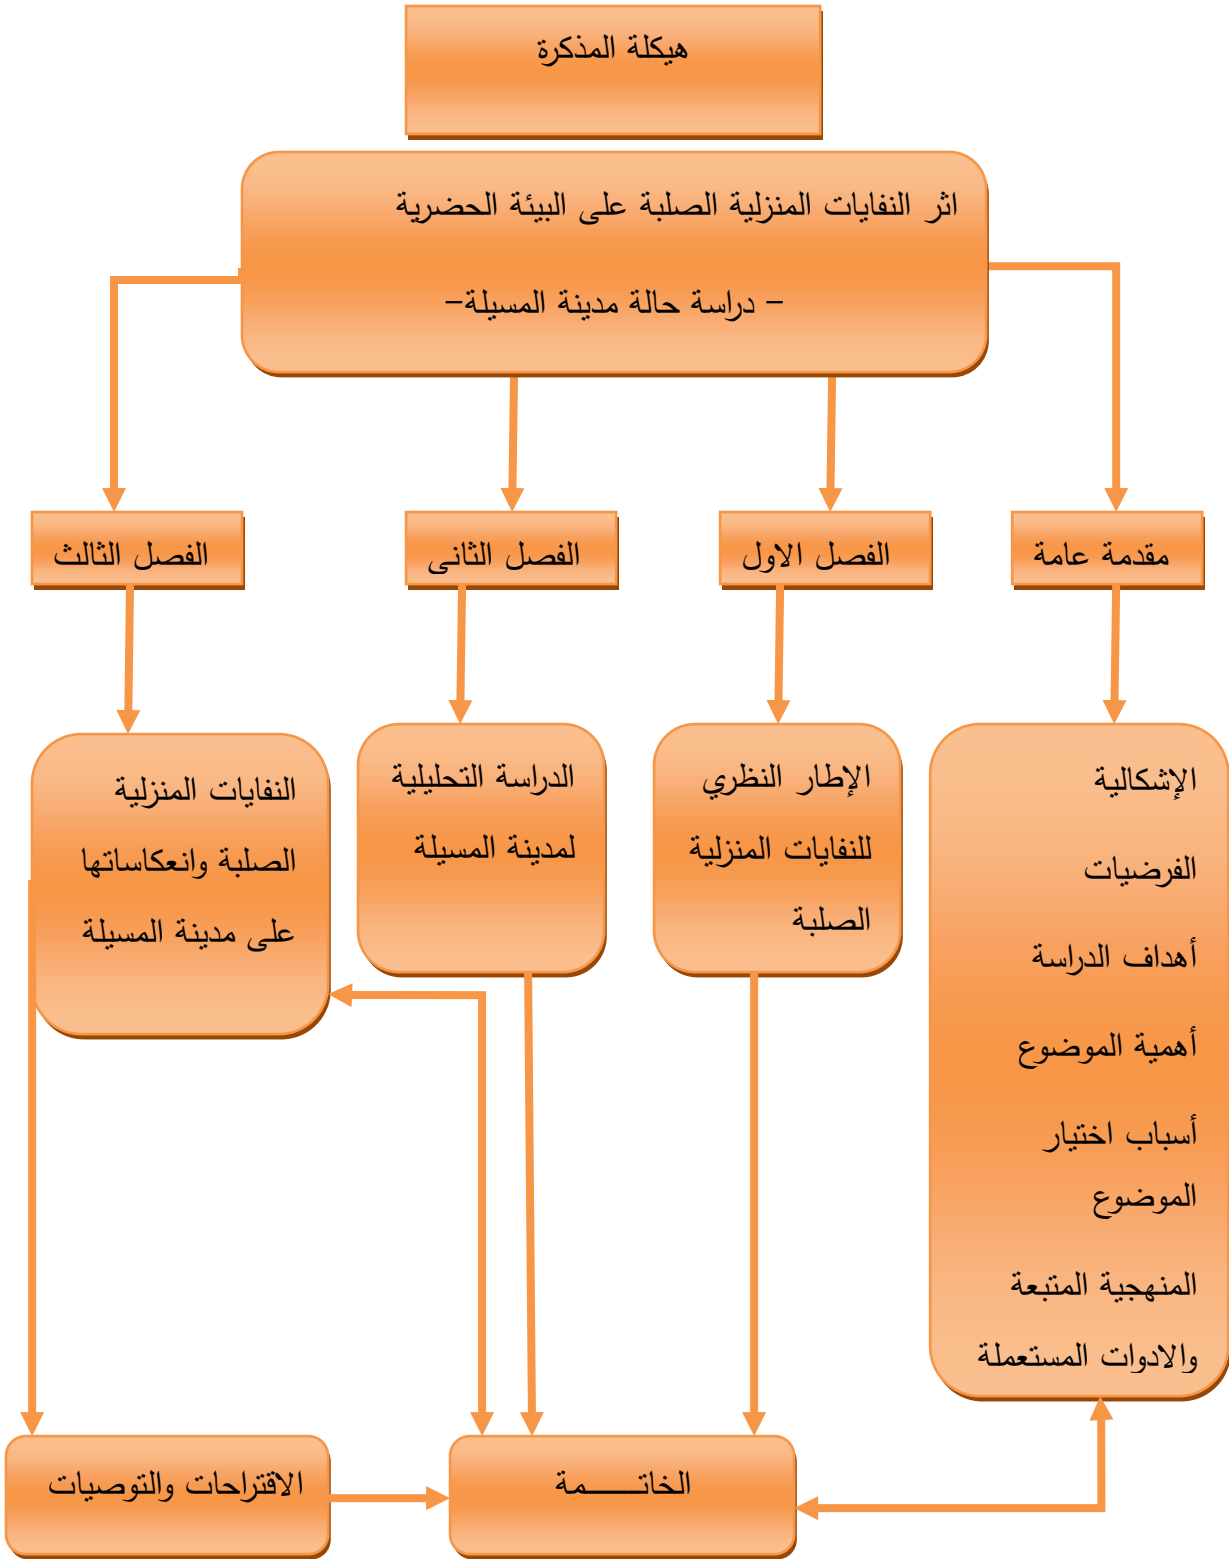 هيكلة المذكرة
اثر النفايات المنزلية الصلبة على البيئة الحضرية
– دراسة حالة مدينة المسيلة–
مقدمة عامة
الفصل الاول
الفصل الثانى
الفصل الثالث
الإشكالية
الفرضيات
أهداف الدراسة
أهمية الموضوع
أسباب اختيار
الموضوع
المنهجية المتبعة
والادوات المستعملة
الإطار النظري
للنفايات المنزلية
الصلبة
الدراسة التحليلية
لمدينة المسيلة
النفايات المنزلية
الصلبة وانعكاساتها
على مدينة المسيلة
الخاتـــــــمة
الاقتراحات والتوصيات